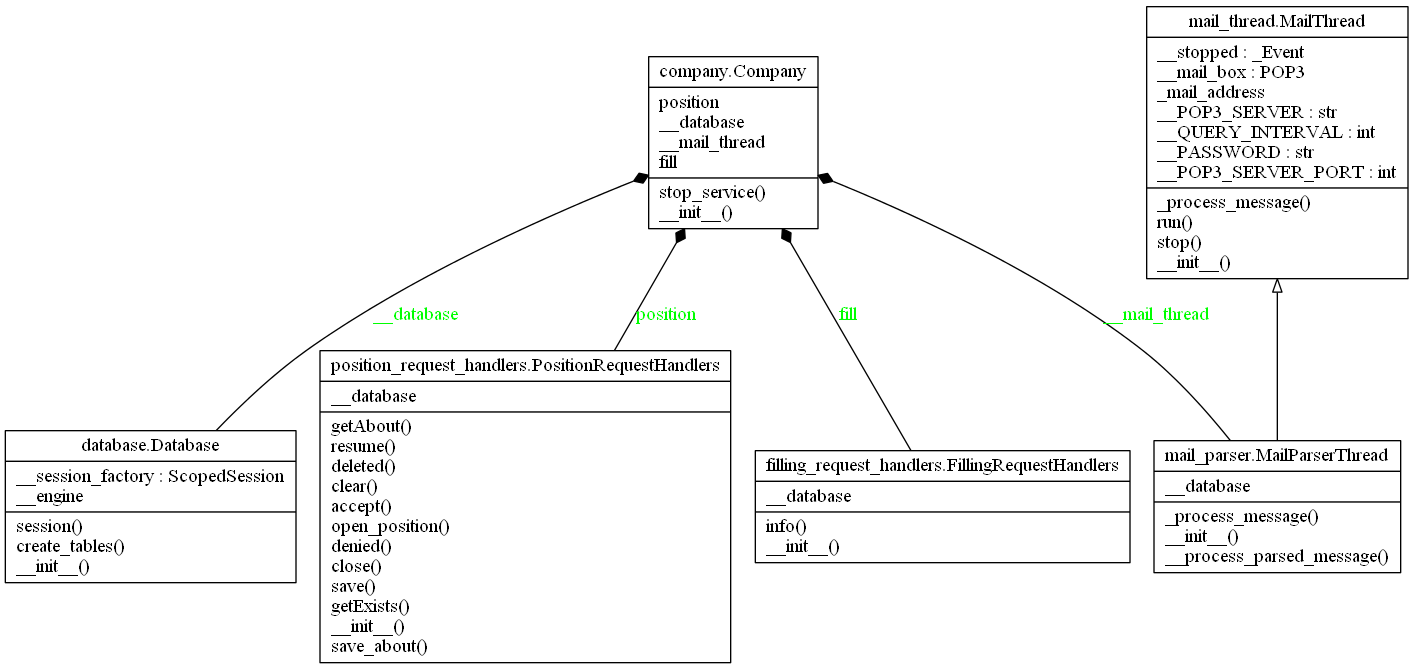 mail_thread.MailThread
__stopped : _Event
__mail_box : POP3
_mail_address
__POP3_SERVER : str
__QUERY_INTERVAL : int
__PASSWORD : str
__POP3_SERVER_PORT : int
_process_message()
run()
stop()
__init__()
company.Company
position
__database
__mail_thread
fill
stop_service()
__init__()
__database
position
fill
__mail_thread
database.Database
__session_factory : ScopedSession
__engine
session()
create_tables()
__init__()
position_request_handlers.PositionRequestHandlers
__database
getAbout()
resume()
deleted()
clear()
accept()
open_position()
denied()
close()
save()
getExists()
__init__()
save_about()
filling_request_handlers.FillingRequestHandlers
__database
info()
__init__()
mail_parser.MailParserThread
__database
_process_message()
__init__()
__process_parsed_message()